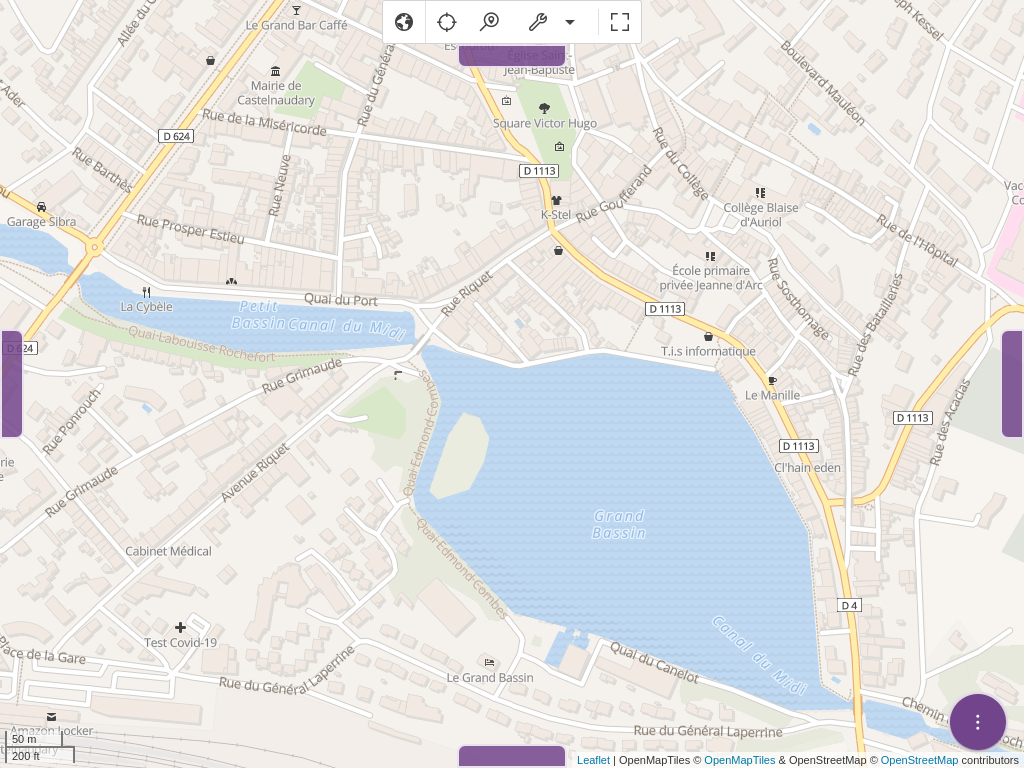 Allée du
Le Grand Bar Caffé
Rue du Généra
Église Saint-
Jean-Baptiste
ph Kessel
Boulevard Mauléon
Mairie de
Castelnaudary
Ader
D 624
Rue de la Miséricorde
Square Victor Hugo
D 1113
Rue Barthès
Rue Neuve
Rue du Collège
Rue Goufferand
K-Stel
Collège Blaise
d'Auriol
Garage Sibra
Rue Prosper Estieu
Rue de l'Hôpital
École primaire
privée Jeanne d'Arc
Rue Sosthomage
Rue des Batailleries
La Cybèle
Quai du Port
Rue Riquet
Petit
Bassin
Canal du Midi
D 1113
Quai Labouisse Rochefort
D 624
T.i.s informatique
Rue Grimaude
Le Manille
Rue Ponrouch
Quai Edmond Combes
D 1113
Rue des Acacias
D 1113
Cl'hain eden
Avenue Riquet
Rue Grimaude
Grand
Bassin
Cabinet Médical
Quai Edmond Combes
D 4
Test Covid-19
Canal du Midi
Place de la Gare
Quai du Canelot
Le Grand Bassin
Rue du Général Laperrine
Chemin
Amazon Locker
Rue du Général Laperrine
50 m
200 ft
Leaflet | OpenMapTiles © OpenMapTiles & OpenStreetMap © OpenStreetMap contributors